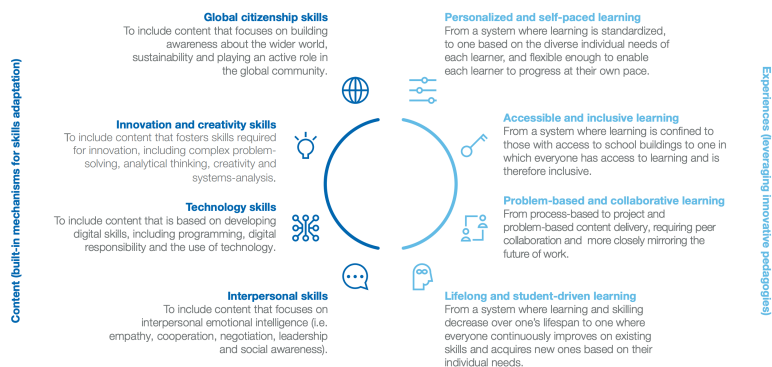 Content (built-in mechanisms for skills adaptation)
Global citizenship skills
To include content that focuses on building
awareness about the wider world,
sustainability and playing an active role in
the global community.
Innovation and creativity skills
To include content that fosters skills required
for innovation, including complex problem-
solving, analytical thinking, creativity and
systems-analysis.
Technology skills
To include content that is based on developing
digital skills, including programming, digital
responsibility and the use of technology.
Interpersonal skills
To include content that focuses on
interpersonal emotional intelligence (i.e.
empathy, cooperation, negotiation, leadership
and social awareness).
Personalized and self-paced learning
From a system where learning is standardized,
to one based on the diverse individual needs of
each learner, and flexible enough to enable
each learner to progress at their own pace.
Accessible and inclusive learning
From a system where learning is confined to
those with access to school buildings to one in
which everyone has access to learning and is
therefore inclusive.
Problem-based and collaborative learning
From process-based to project and
problem-based content delivery, requiring peer
collaboration and more closely mirroring the
future of work.
Lifelong and student-driven learning
From a system where learning and skilling
decrease over one's lifespan to one where
everyone continuously improves on existing
skills and acquires new ones based on their
individual needs.
Experiences (leveraging innovative pedagogies)